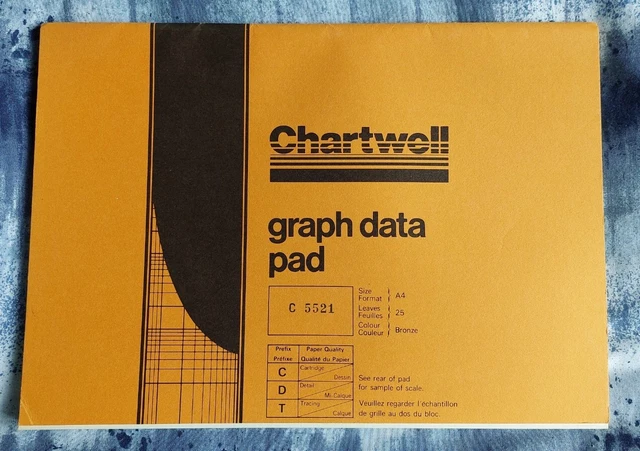 Chartwell
graph data
pad
C 5521
Size
Format
A4
Leaves
Feuilles
25
Colour
Couleur
Bronze
Prefix
Préfixe
Paper Quality
Qualité du Papier
C
Cartridge
Dessin
D
Detail
Mi.Calque
T
Tracing
Calque
See rear of pad
for sample of scale.
Veuillez regarder l'échantillon
de grille au dos du bloc.